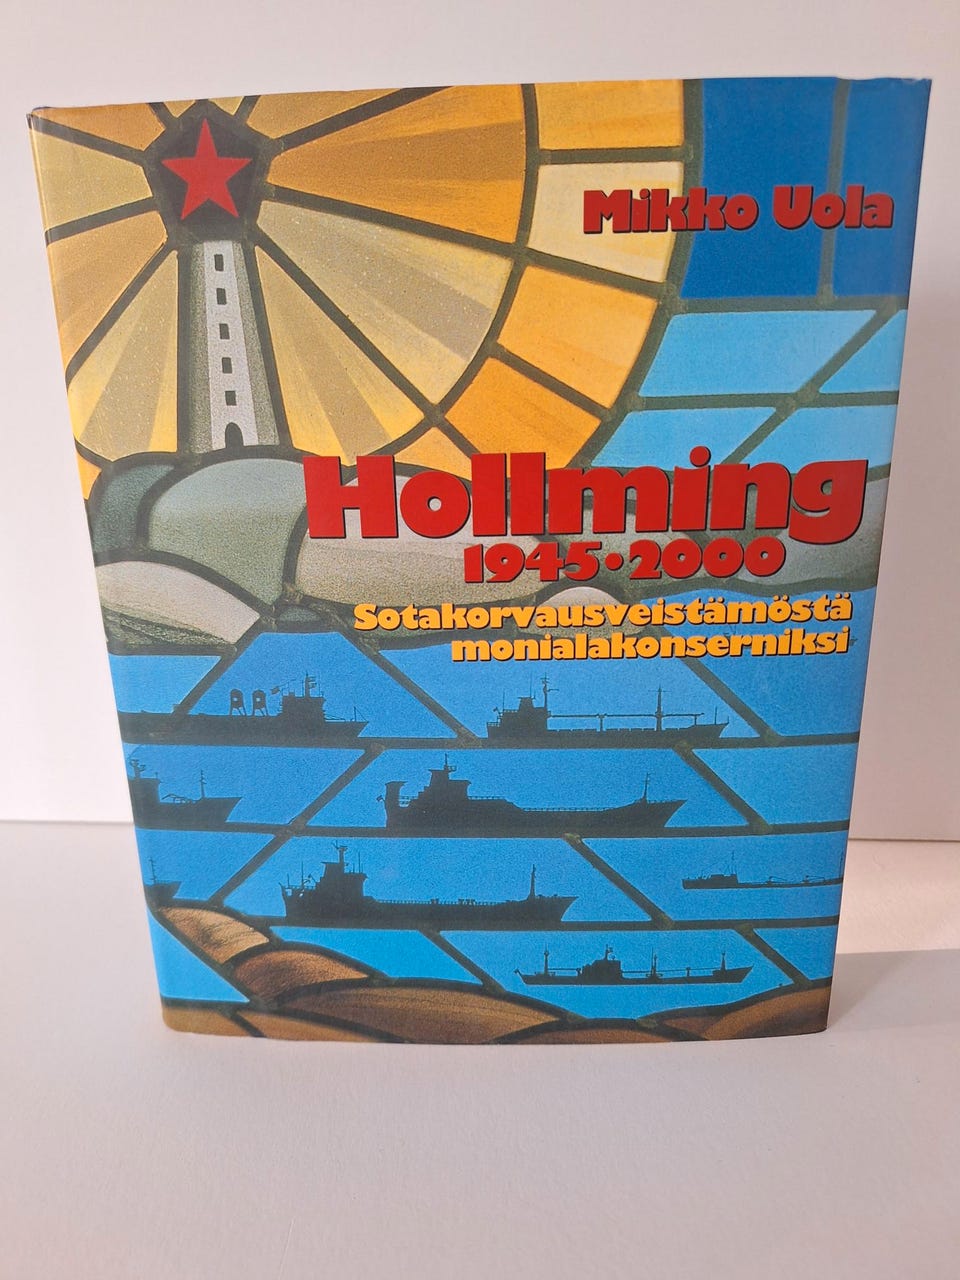 Mikko Uola
Hollming
1945·2000
Sotakorvausveistämöstä
monialakonserniksi